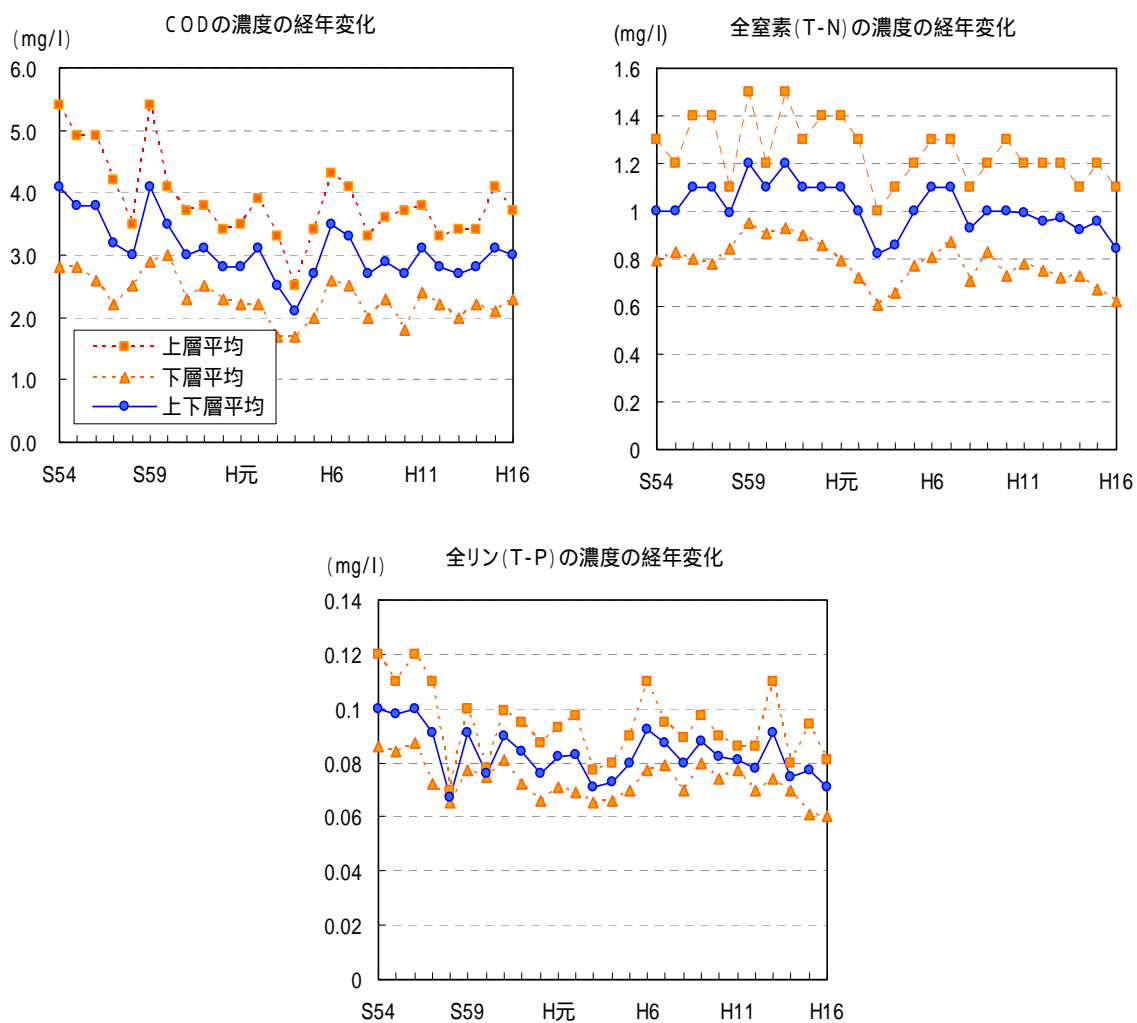 CODの濃度の経年変化
(mg/l)
6.0
5.0
4.0
3.0
2.0
1.0
0.0
上層平均
下層平均
上下層平均
S54 S59 H元 H6 H11 H16
全窒素(T-N)の濃度の経年変化
(mg/l)
1.6
1.4
1.2
1
0.8
0.6
0.4
0.2
0
S54 S59 H元 H6 H11 H16
全リン(T-P)の濃度の経年変化
(mg/l)
0.14
0.12
0.1
0.08
0.06
0.04
0.02
0
S54 S59 H元 H6 H11 H16